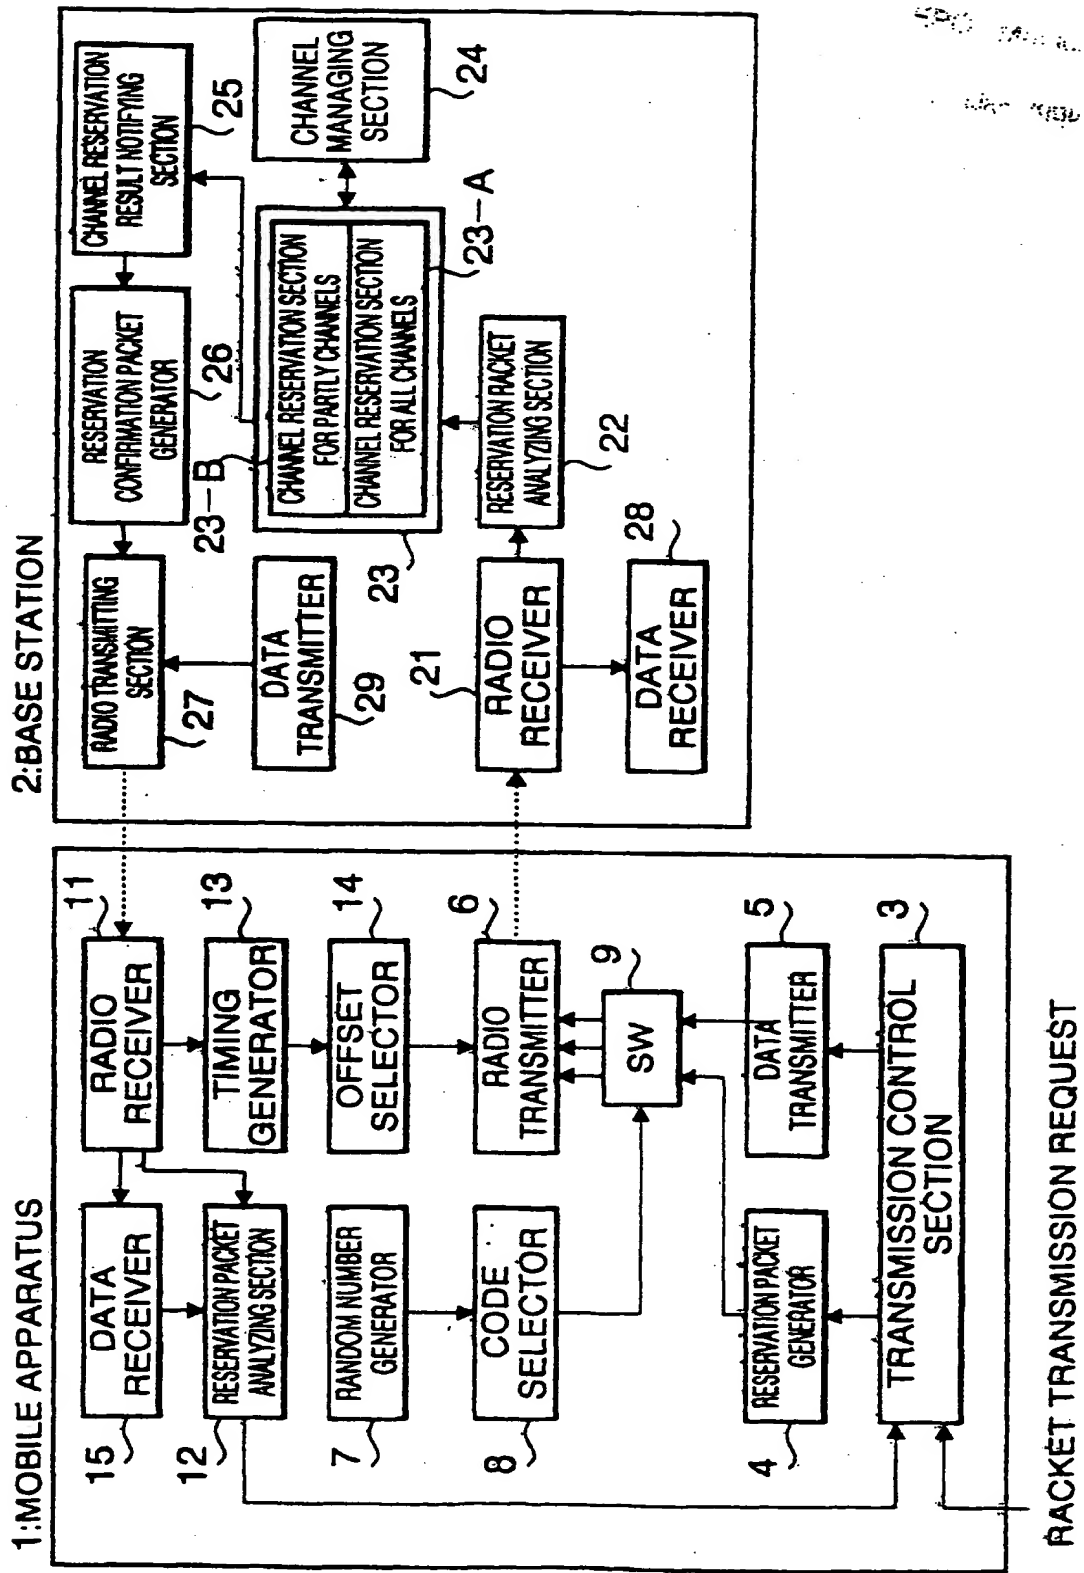 1:MOBILE APPARATUS
DATA
RECEIVER
15
RADIO
RECEIVER
11
RESERVATION PACKET
ANALYZING SECTION
12
TIMING
GENERATOR
13
RANDOM NUMBER
GENERATOR
7
OFFSET
SELECTOR
14
CODE
SELECTOR
8
RADIO
TRANSMITTER
6
SW
9
RESERVATION PACKET
GENERATOR
4
DATA
TRANSMITTER
5
TRANSMISSION CONTROL
SECTION
3
RACKET TRANSMISSION REQUEST
2:BASE STATION
RADIO TRANSMITTING
SECTION
27
RESERVATION
CONFIRMATION PACKET
GENERATOR
26
CHANNEL RESERVATION
RESULT NOTIFYING
SECTION
25
DATA
TRANSMITTER
29
23-B
CHANNEL RESERVATION SECTION
FOR PARTLY CHANNELS
CHANNEL RESERVATION SECTION
FOR ALL CHANNELS
23
23-A
CHANNEL
MANAGING
SECTION
24
21
RADIO
RECEIVER
RESERVATION RACKET
ANALYZING SECTION
22
DATA
RECEIVER
28